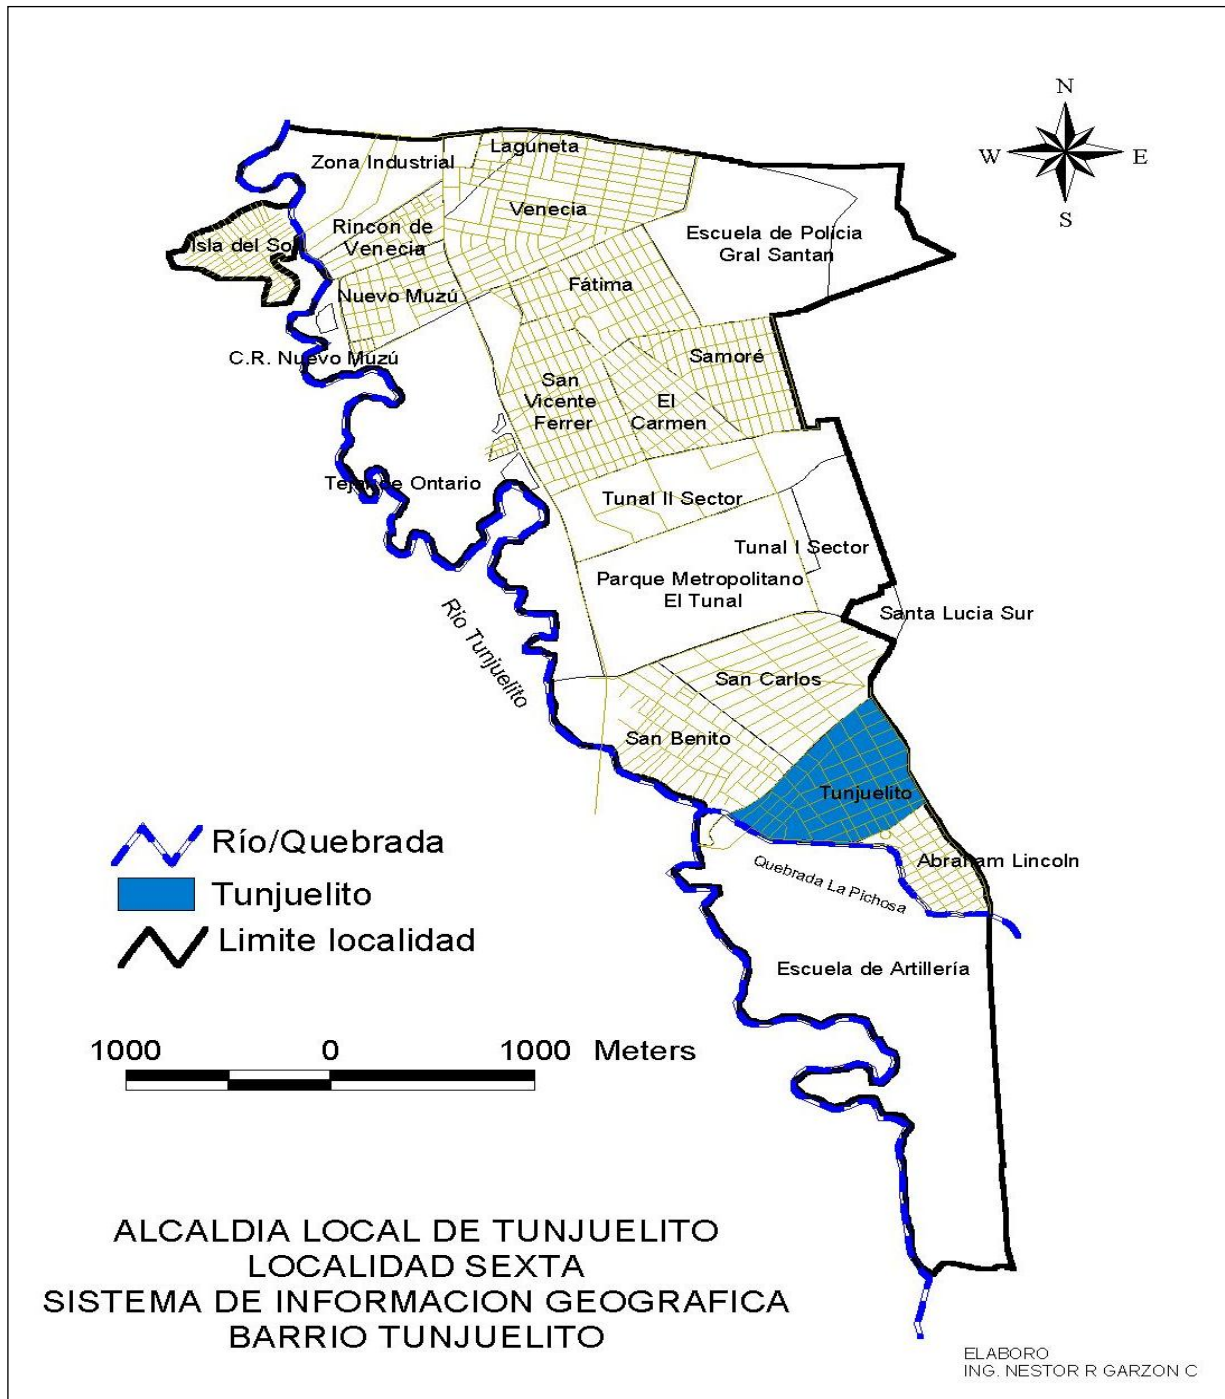 N
W
E
S
Laguneta
Zona Industrial
Venecia
Rincon de
Venecia
Escuela de Policia
Gral Santan
Isla del Sol
Nuevo Muzú
Fátima
C.R. Nuevo Muzú
Samoré
San
Vicente
Ferrer
El
Carmen
Tejar de Ontario
Tunal II Sector
Tunal I Sector
Parque Metropolitano
El Tunal
Santa Lucia Sur
Río Tunjuelito
San Carlos
San Benito
Tunjuelito
Abraham Lincoln
Quebrada La Pichosa
Escuela de Artillería
Río/Quebrada
Tunjuelito
Limite localidad
1000 0 1000 Meters
ALCALDIA LOCAL DE TUNJUELITO
LOCALIDAD SEXTA
SISTEMA DE INFORMACION GEOGRAFICA
BARRIO TUNJUELITO
ELABORO
ING. NESTOR R GARZON C